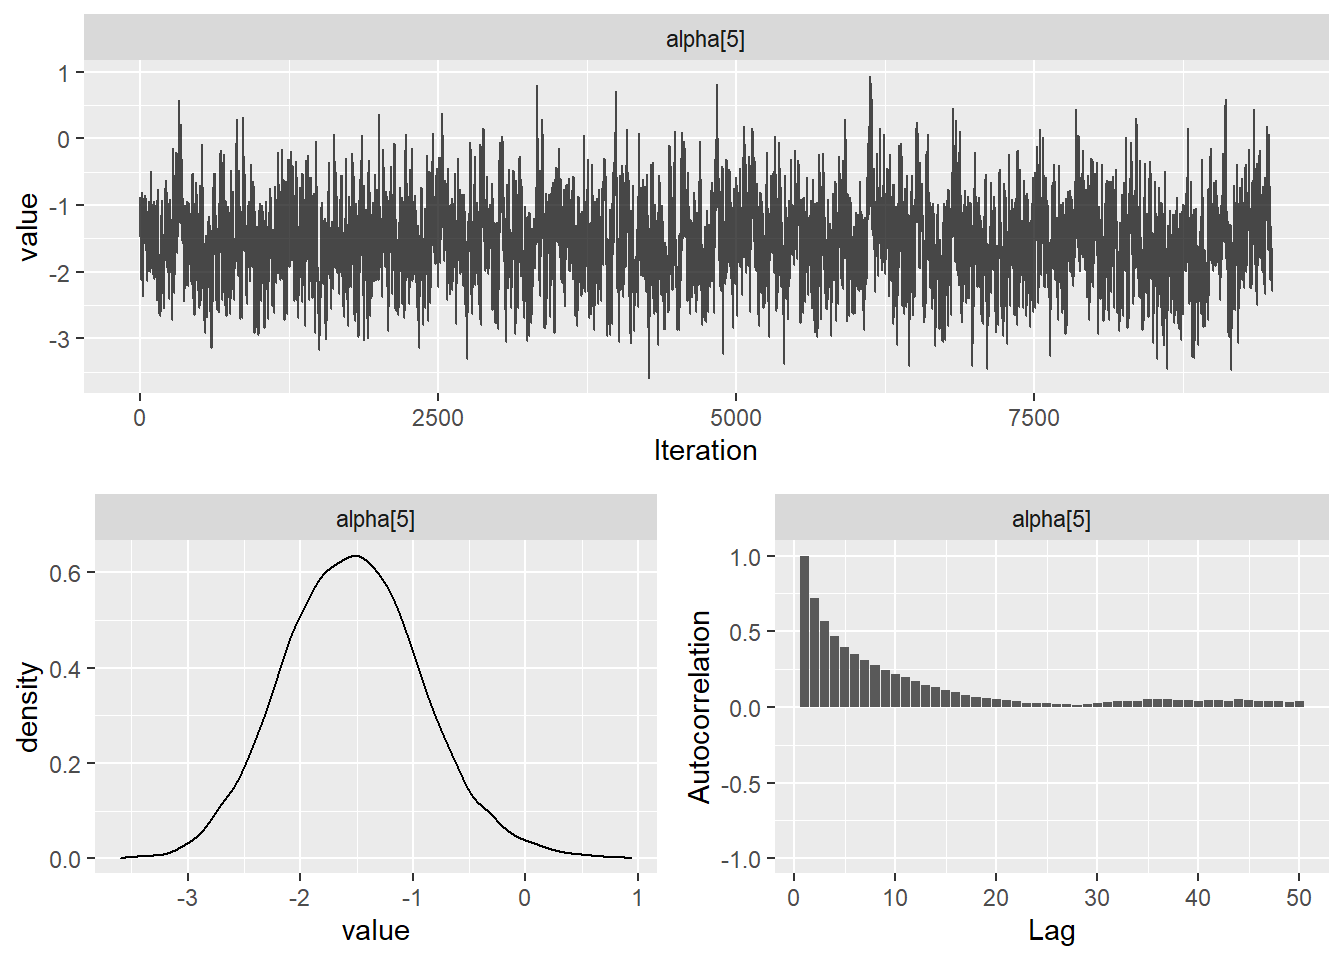 alpha[5]
1
0
-1
-2
-3
value
0 2500 5000 7500
Iteration
alpha[5]
0.6
0.4
0.2
0.0
density
-3 -2 -1 0 1
value
alpha[5]
1.0
0.5
0.0
-0.5
-1.0
Autocorrelation
0 10 20 30 40 50
Lag